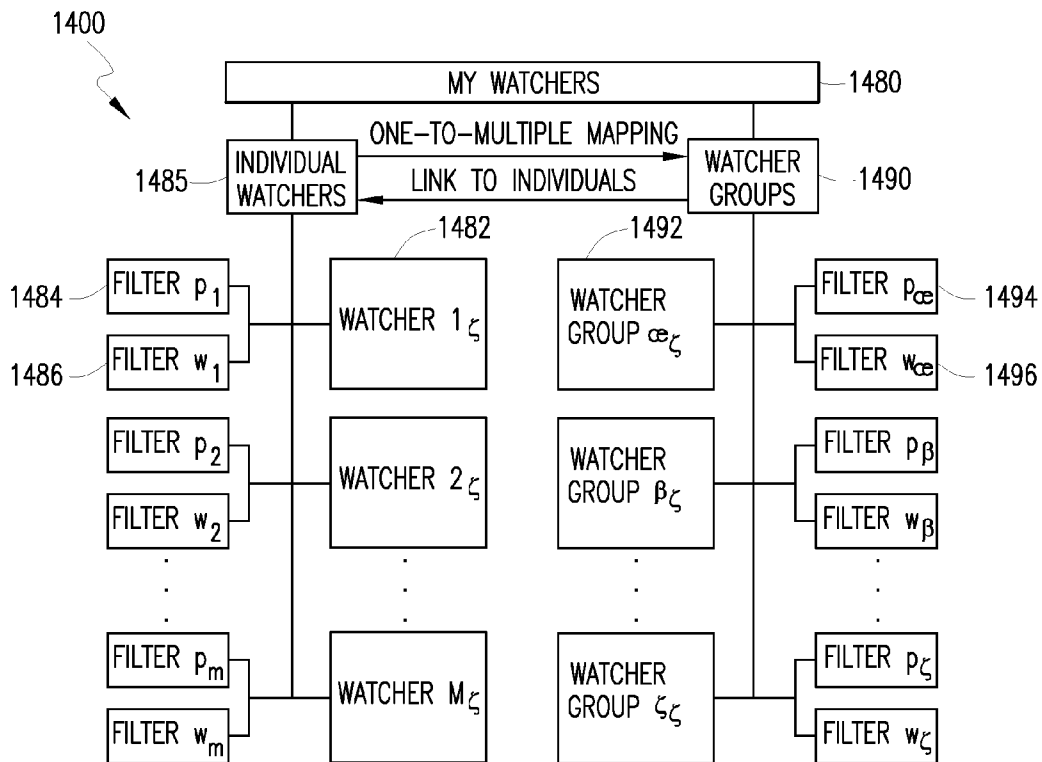 1400
MY WATCHERS
1480
ONE-TO-MULTIPLE MAPPING
1485
INDIVIDUAL
WATCHERS
WATCHER
GROUPS
1490
LINK TO INDIVIDUALS
1482
1492
1484
FILTER p1
WATCHER 1ζ
WATCHER
GROUP œζ
FILTER pœ
1494
1486
FILTER w1
FILTER wœ
1496
FILTER p2
WATCHER 2ζ
WATCHER
GROUP βζ
FILTER pβ
FILTER w2
FILTER wβ
FILTER pm
WATCHER Mζ
WATCHER
GROUP ζζ
FILTER pζ
FILTER wm
FILTER wζ